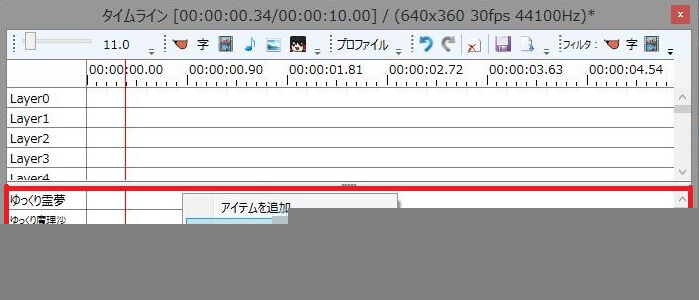 タイムライン [00:00:00.34/00:00:10.00] / (640x360 30fps 44100Hz)*
11.0 字 プロファイル フィルタ: 字
00:00:00.00 00:00:00.90 00:00:01.81 00:00:02.72 00:00:03.63 00:00:04.54
Layer0
Layer1
Layer2
Layer3
Layer4
ゆっくり霊夢
アイテムを追加
ゆっくり魔理沙